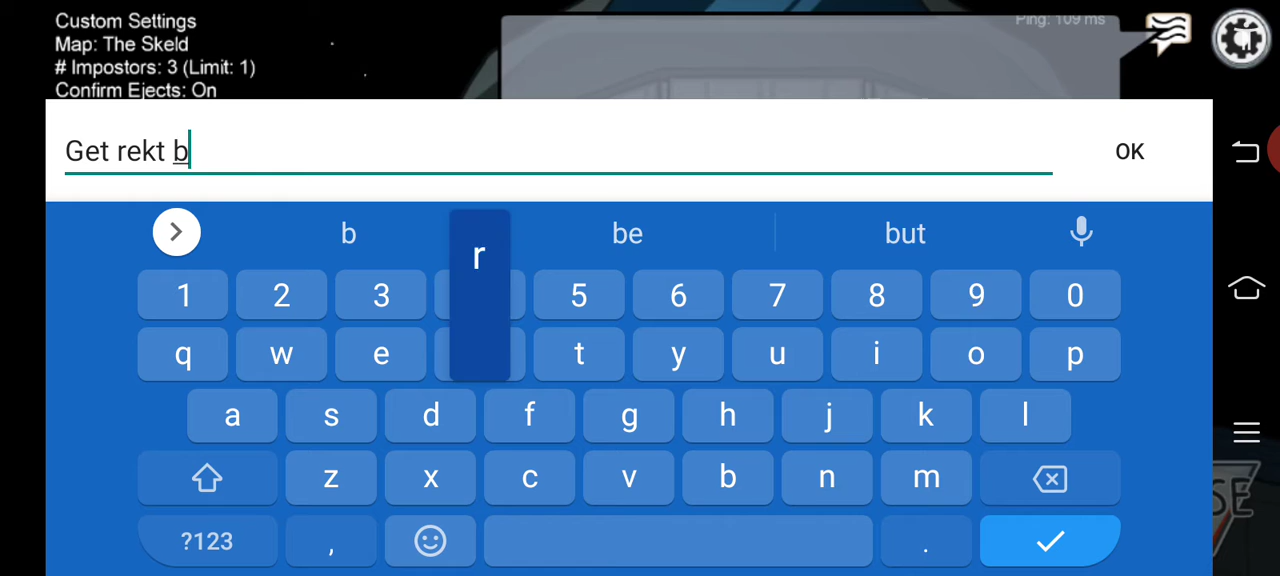 Custom Settings
Map: The Skeld
# Impostors: 3 (Limit: 1)
Confirm Ejects: On
Ping: 109 ms
Get rekt b
OK
b be but
r
1 2 3 5 6 7 8 9 0
q w e t y u i o p
a s d f g h j k l
z x c v b n m
?123 , .
SE